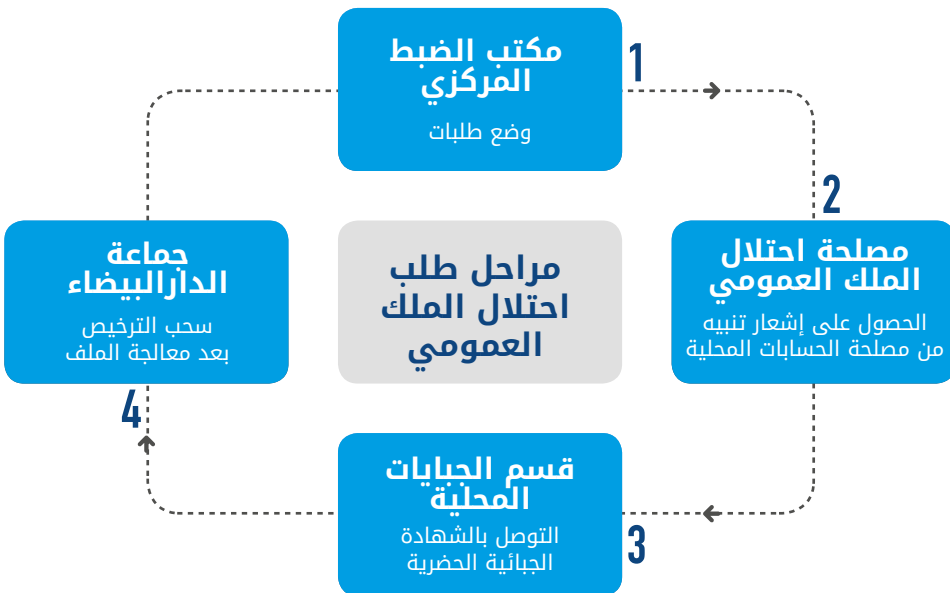 مكتب الضبط
المركزي
وضع طلبات
1
2
مصلحة احتلال
الملك العمومي
الحصول على إشعار تنبيه
من مصلحة الحسابات المحلية
مراحل طلب
احتلال الملك
العمومي
جماعة
الدارالبيضاء
سحب الترخيص
بعد معالجة الملف
4
قسم الجبايات
المحلية
التوصل بالشهادة
الجبائية الحضرية
3